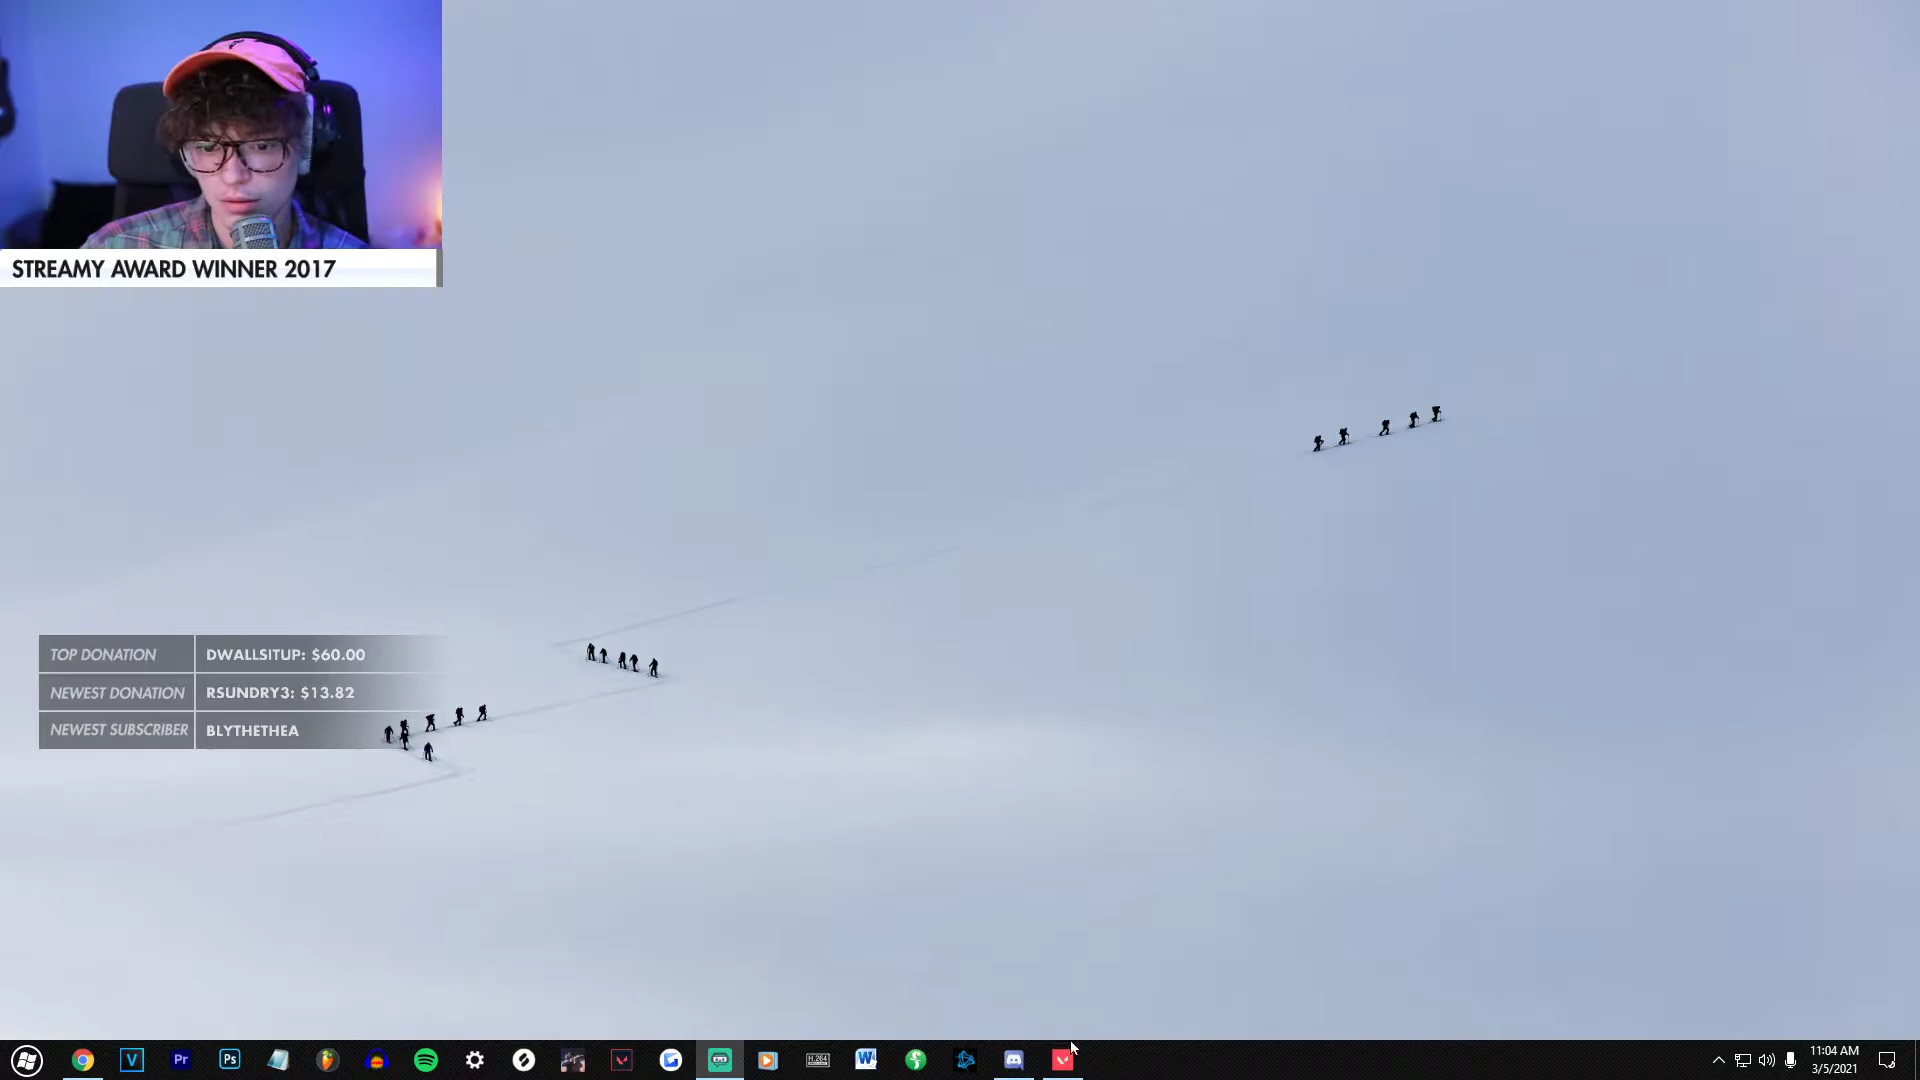 STREAMY AWARD WINNER 2017
TOP DONATION DWALLSITUP: $60.00
NEWEST DONATION RSUNDRY3: $13.82
NEWEST SUBSCRIBER BLYTHETHEA
V Pr Ps H.264 W
11:04 AM
3/5/2021